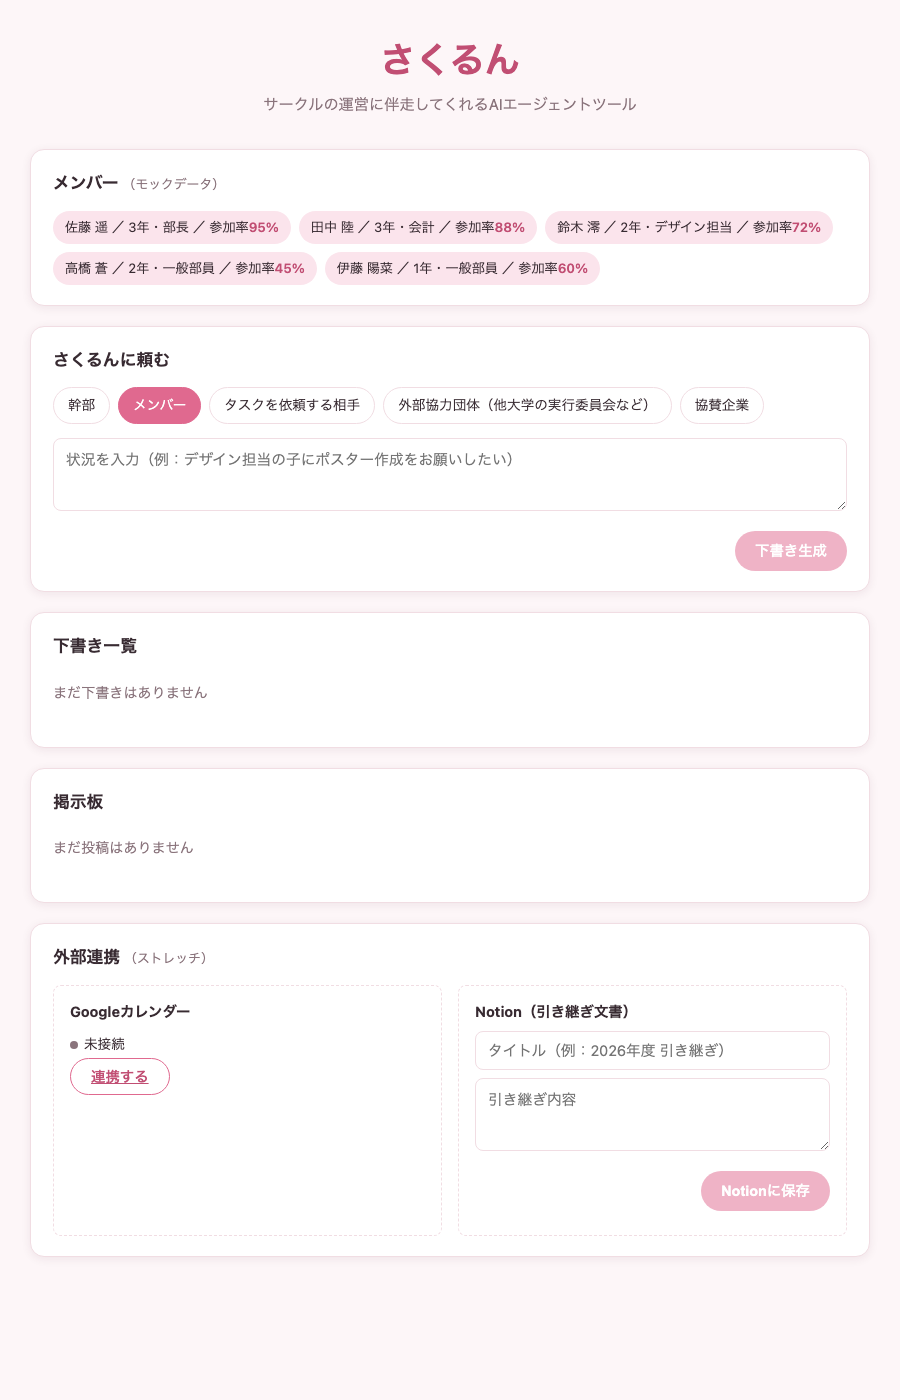 さくるん
サークルの運営に伴走してくれるAIエージェントツール
メンバー （モックデータ）
佐藤 遥 ／ 3年・部長 ／ 参加率95% 田中 陸 ／ 3年・会計 ／ 参加率88% 鈴木 澪 ／ 2年・デザイン担当 ／ 参加率72%
高橋 蒼 ／ 2年・一般部員 ／ 参加率45% 伊藤 陽菜 ／ 1年・一般部員 ／ 参加率60%
さくるんに頼む
幹部 メンバー タスクを依頼する相手 外部協力団体（他大学の実行委員会など） 協賛企業
状況を入力（例：デザイン担当の子にポスター作成をお願いしたい）
下書き生成
下書き一覧
まだ下書きはありません
掲示板
まだ投稿はありません
外部連携 （ストレッチ）
Googleカレンダー
未接続
連携する
Notion（引き継ぎ文書）
タイトル（例：2026年度 引き継ぎ）
引き継ぎ内容
Notionに保存